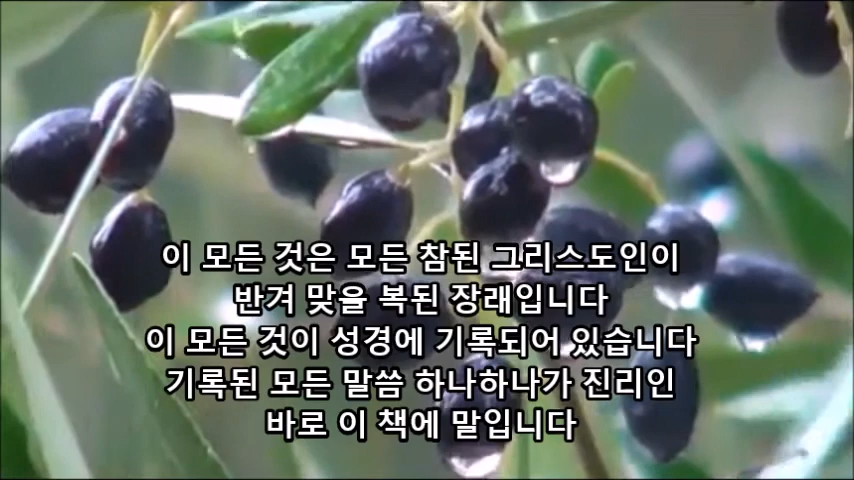 이 모든 것은 모든 참된 그리스도인이
반겨 맞을 복된 장래입니다
이 모든 것이 성경에 기록되어 있습니다
기록된 모든 말씀 하나하나가 진리인
바로 이 책에 말입니다